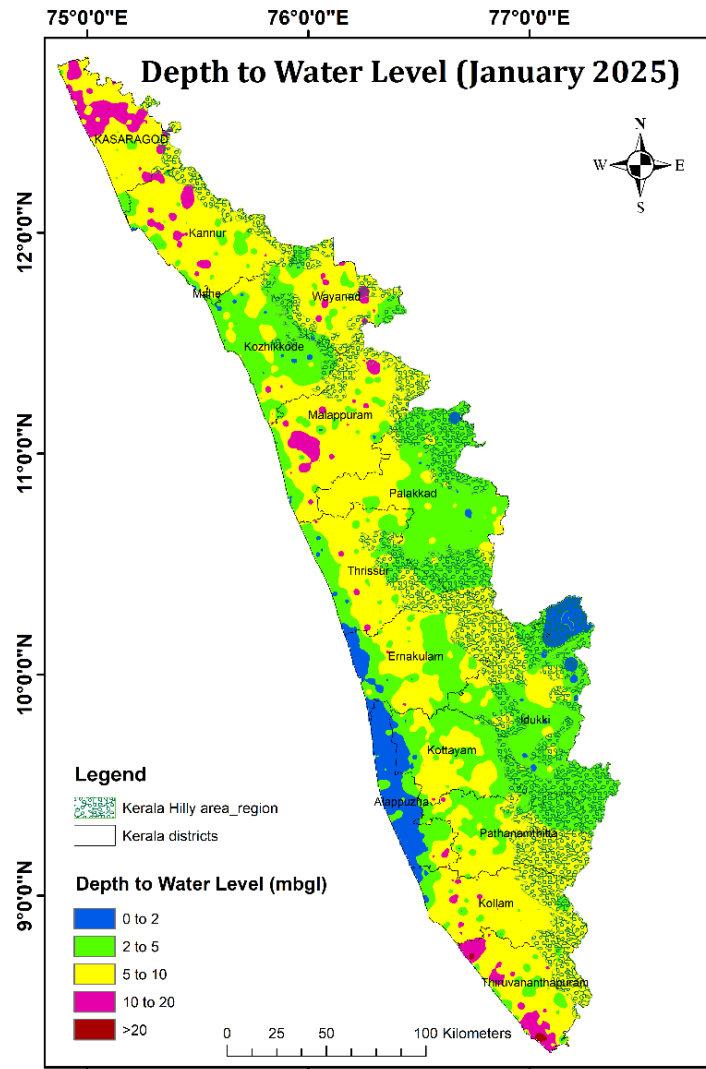 75°0'0"E 76°0'0"E 77°0'0"E
Depth to Water Level (January 2025)
N
W E
S
12°0'0"N
11°0'0"N
10°0'0"N
9°0'0"N
KASARAGOD
Kannur
Mahe
Wayanad
Kozhikkode
Malappuram
Palakkad
Thrissur
Ernakulam
Idukki
Kottayam
Alappuzha
Pathanamthitta
Kollam
Thiruvananthapuram
Legend
Kerala Hilly area_region
Kerala districts
Depth to Water Level (mbgl)
0 to 2
2 to 5
5 to 10
10 to 20
>20
0 25 50 100 Kilometers